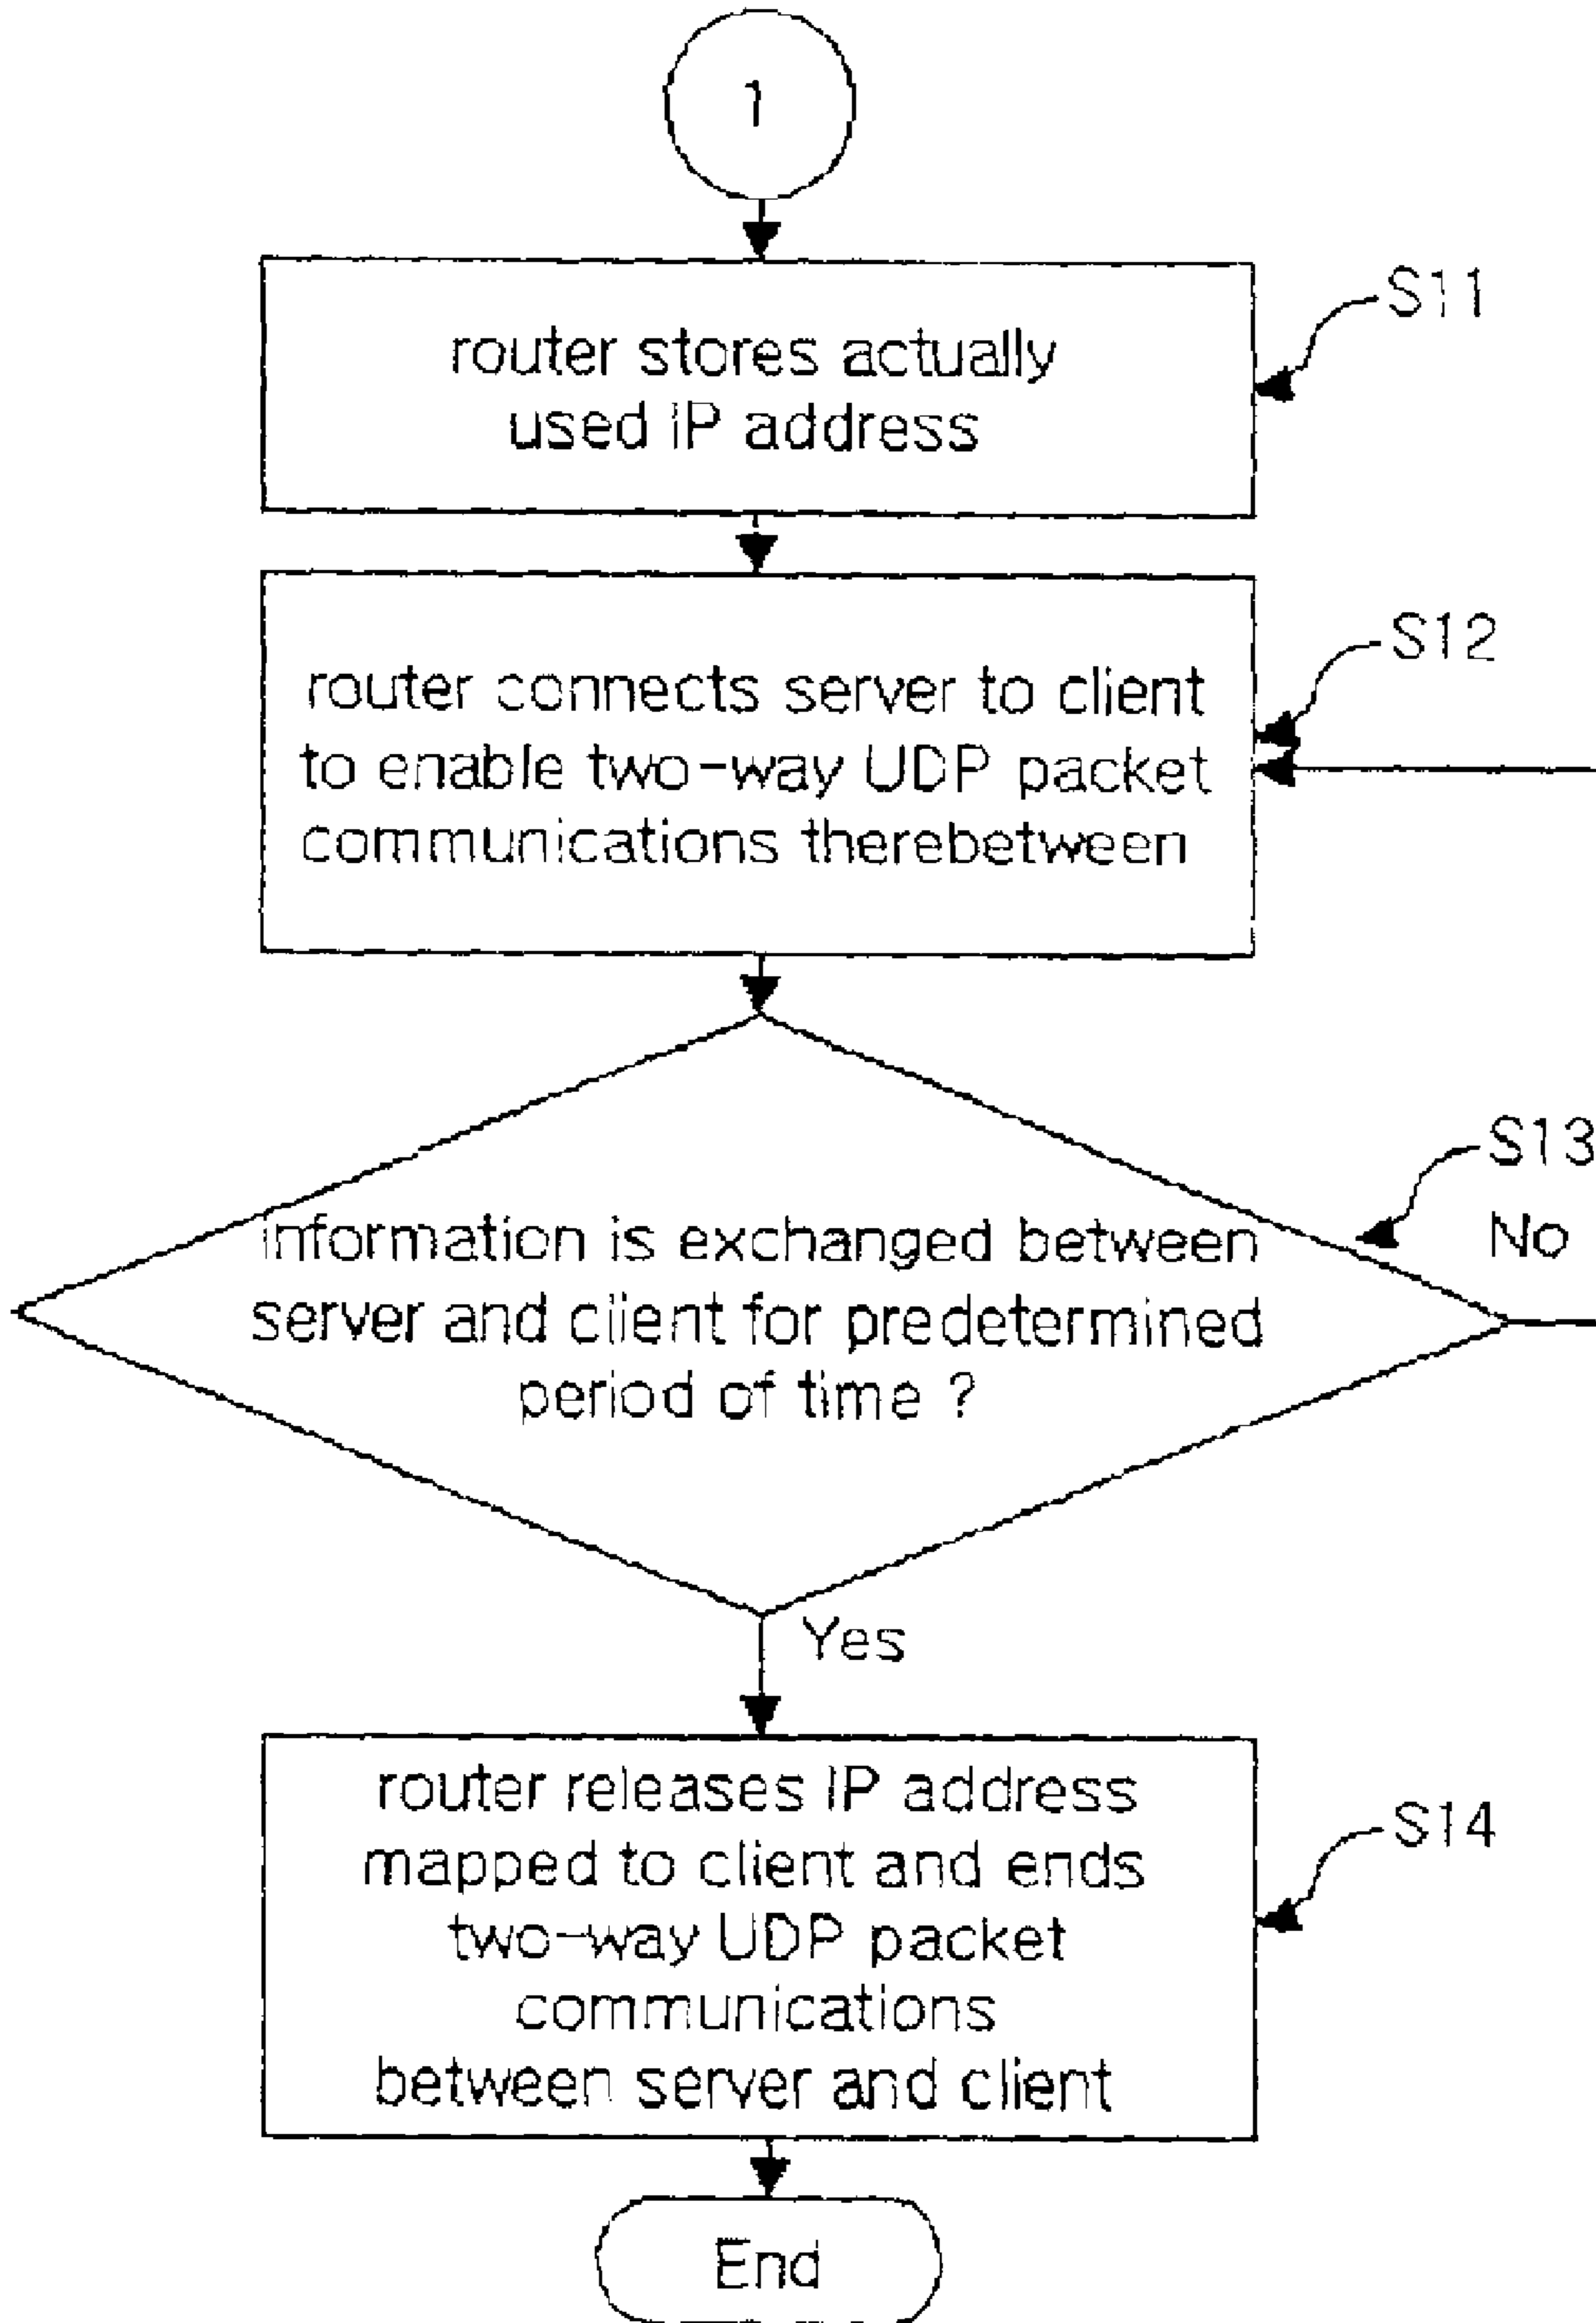 1
router stores actually
used IP address
S11
router connects server to client
to enable two-way UDP packet
communications therebetween
S12
information is exchanged between
server and client for predetermined
period of time ?
S13
No
Yes
router releases IP address
mapped to client and ends
two-way UDP packet
communications
between server and client
S14
End